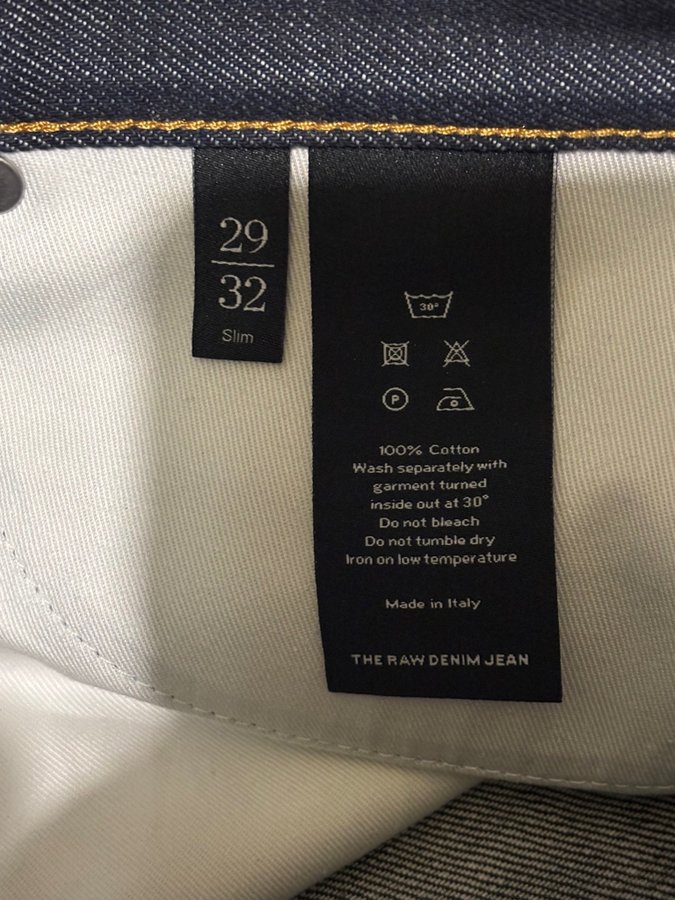 29
32
Slim
30°
P
100% Cotton
Wash separately with
garment turned
inside out at 30°
Do not bleach
Do not tumble dry
Iron on low temperature
Made in Italy
THE RAW DENIM JEAN